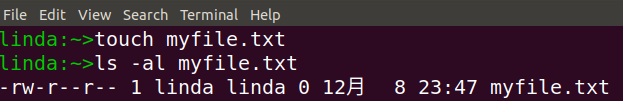 File Edit View Search Terminal Help
linda:~>touch myfile.txt
linda:~>ls -al myfile.txt
-rw-r--r-- 1 linda linda 0 12月  8 23:47 myfile.txt